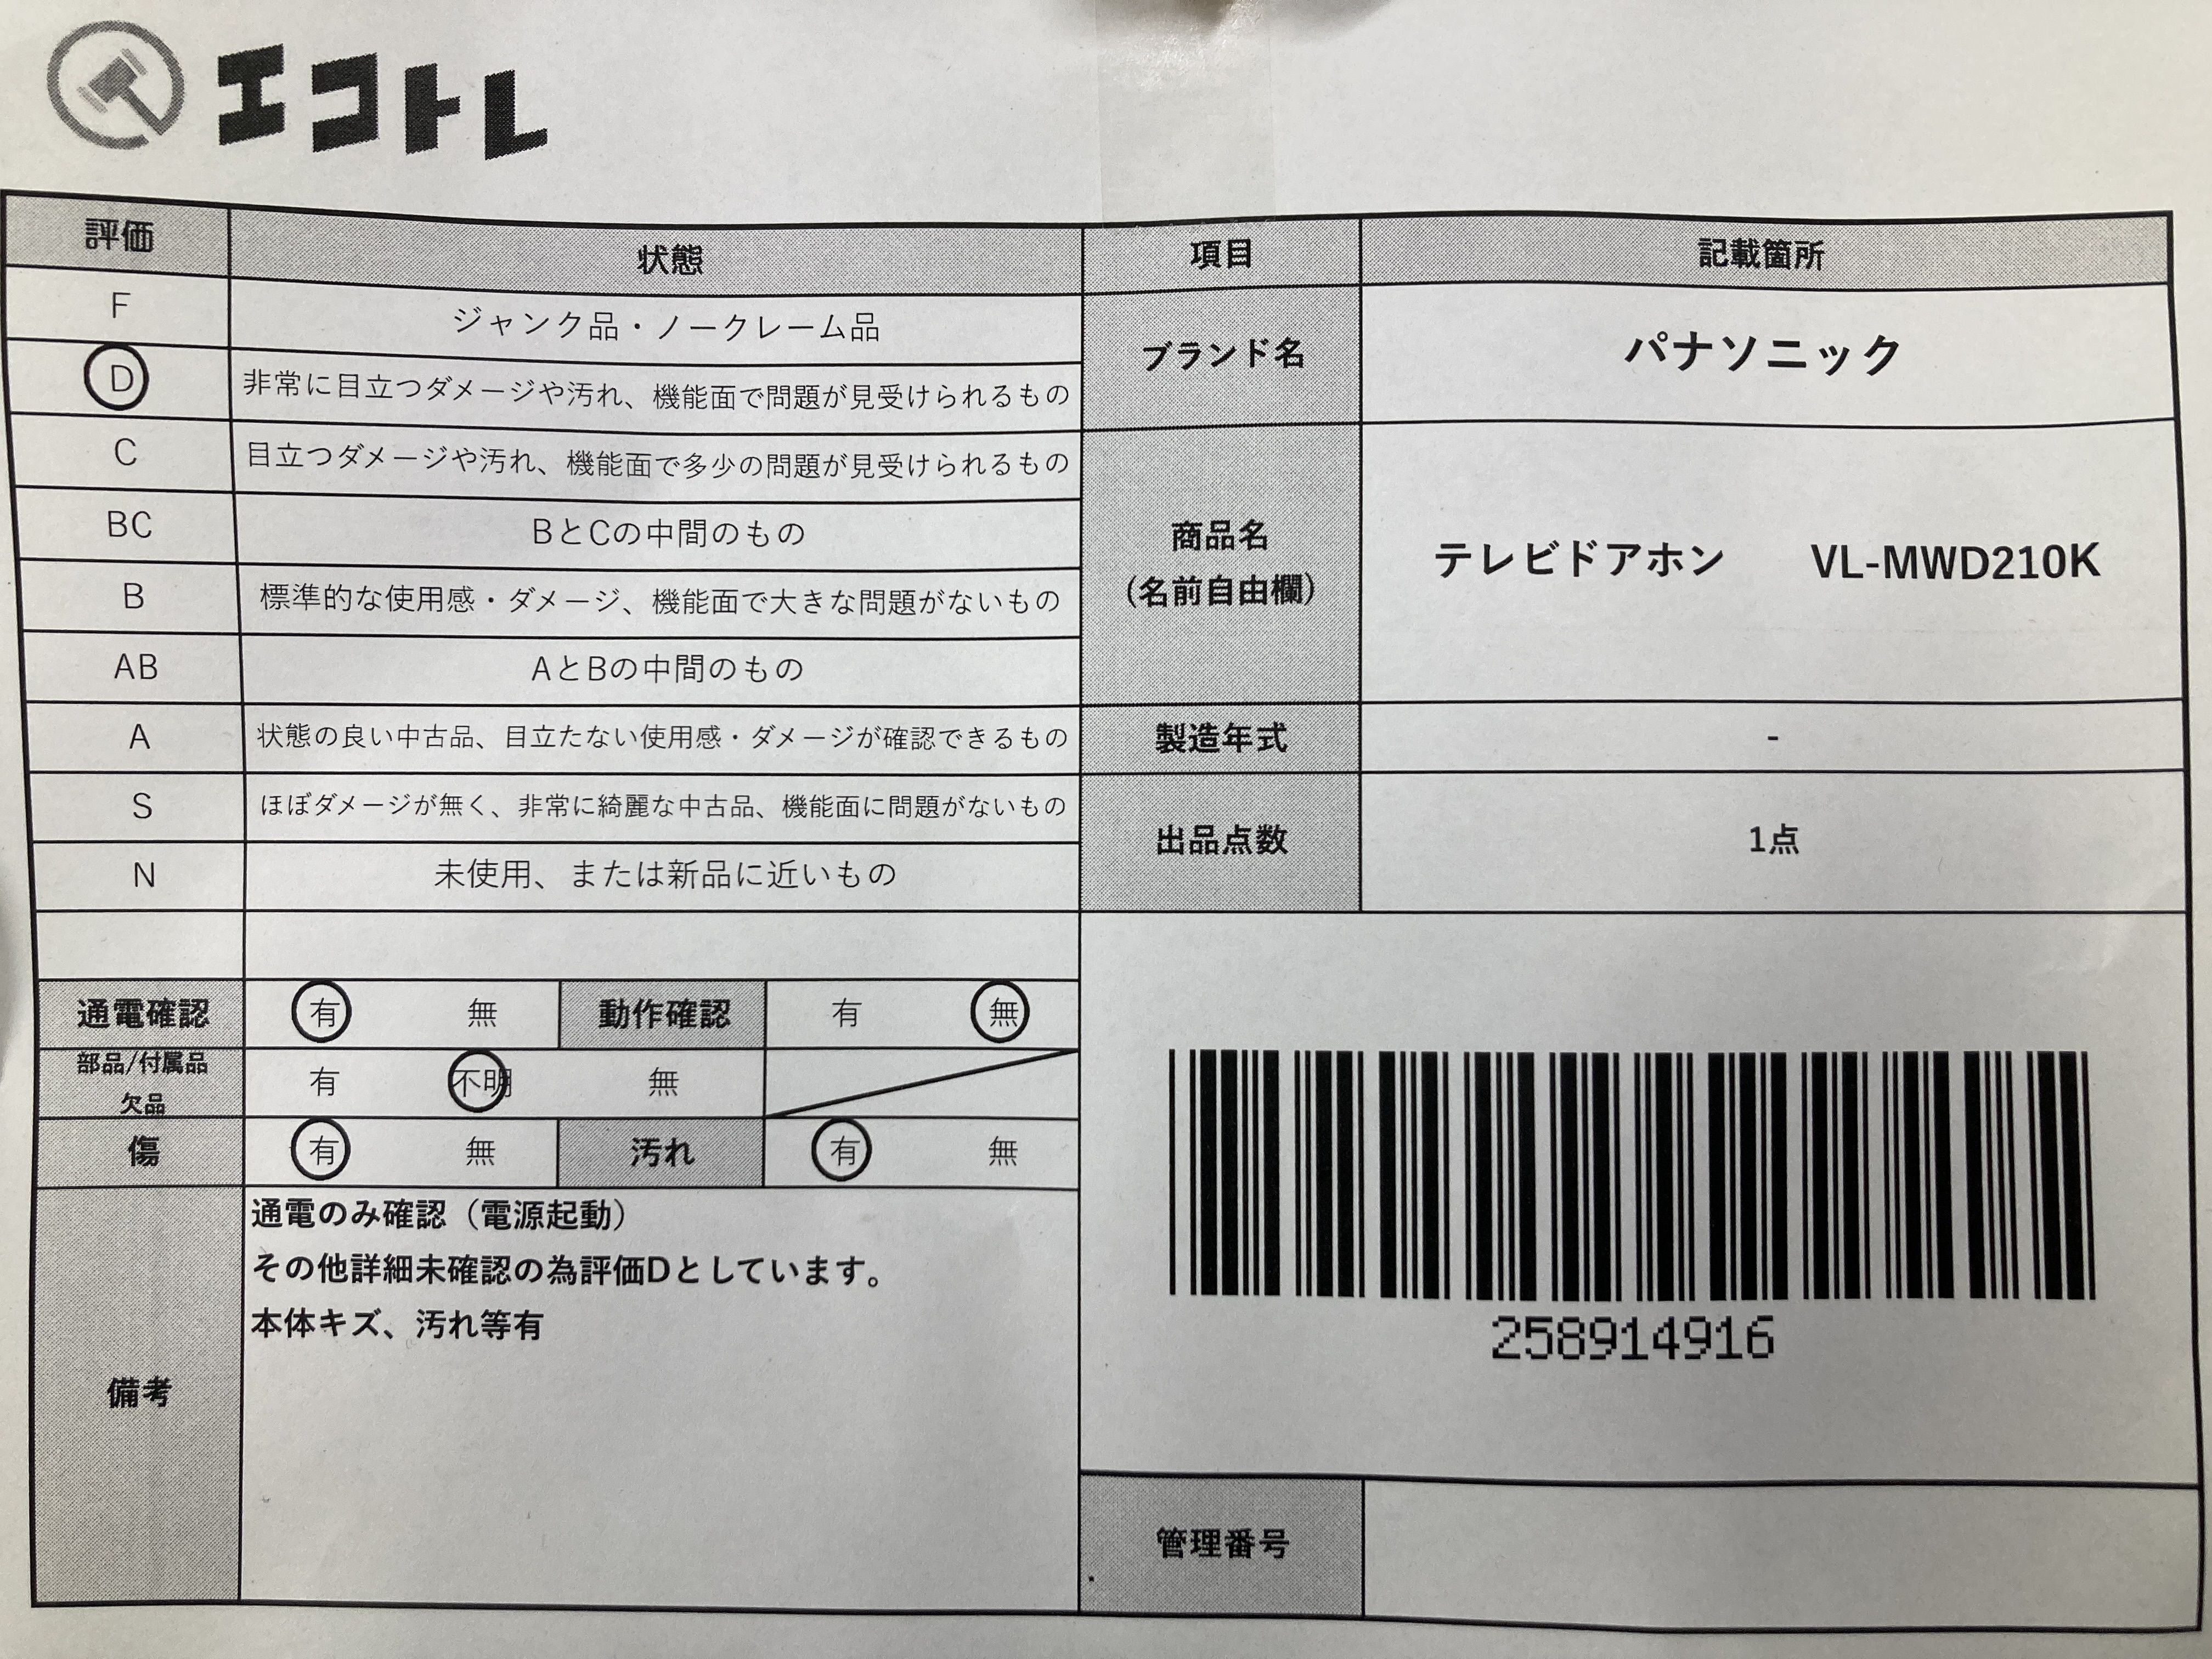 エコトレ
評価 状態 項目 記載箇所
F ジャンク品・ノークレーム品
D 非常に目立つダメージや汚れ、機能面で問題が見受けられるもの
C 目立つダメージや汚れ、機能面で多少の問題が見受けられるもの
BC BとCの中間のもの
B 標準的な使用感・ダメージ、機能面で大きな問題がないもの
AB AとBの中間のもの
A 状態の良い中古品、目立たない使用感・ダメージが確認できるもの
S ほぼダメージが無く、非常に綺麗な中古品、機能面に問題がないもの
N 未使用、または新品に近いもの
ブランド名 パナソニック
商品名
(名前自由欄)
テレビドアホン VL-MWD210K
製造年式 -
出品点数 1点
通電確認 有 無 動作確認 有 無
部品/付属品
欠品
有 不明 無
傷 有 無 汚れ 有 無
備考
通電のみ確認（電源起動）
その他詳細未確認の為評価Dとしています。
本体キズ、汚れ等有
258914916
管理番号